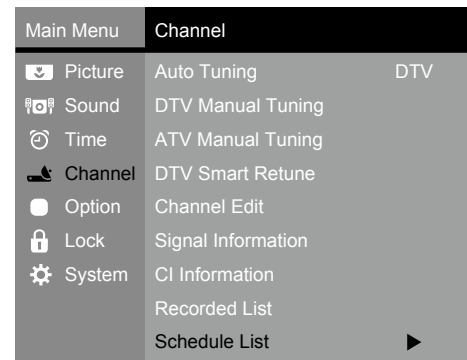 Main Menu
Channel
Picture
Sound
Time
Channel
Option
Lock
System
Auto Tuning DTV
DTV Manual Tuning
ATV Manual Tuning
DTV Smart Retune
Channel Edit
Signal Information
CI Information
Recorded List
Schedule List